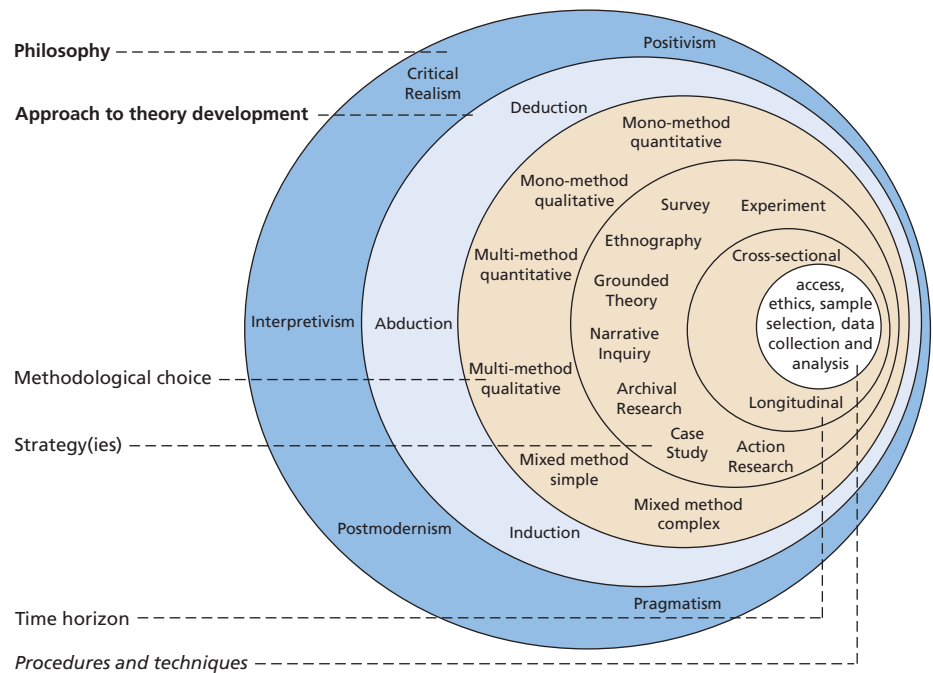 Philosophy
Positivism
Critical
Realism
Approach to theory development
Deduction
Mono-method
quantitative
Mono-method
qualitative
Survey
Experiment
Ethnography
Multi-method
quantitative
Cross-sectional
Grounded
Theory
access,
ethics, sample
selection, data
collection and
analysis
Interpretivism
Abduction
Narrative
Inquiry
Methodological choice
Multi-method
qualitative
Archival
Research
Longitudinal
Strategy(ies)
Case
Study
Action
Research
Mixed method
simple
Mixed method
complex
Postmodernism
Induction
Pragmatism
Time horizon
Procedures and techniques